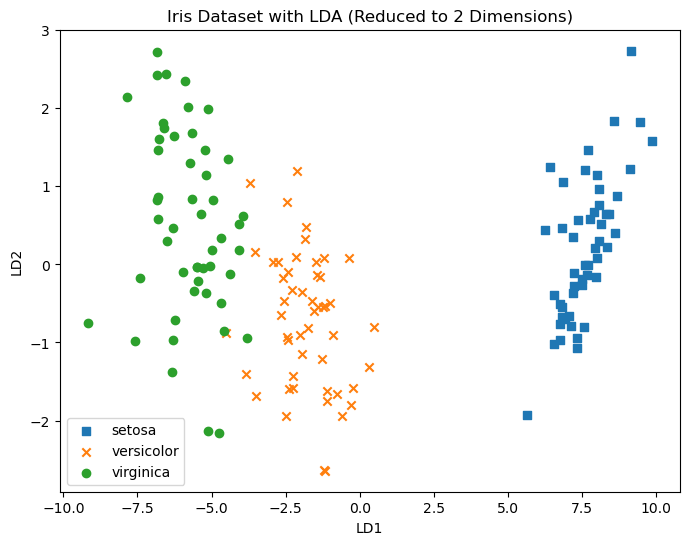 Iris Dataset with LDA (Reduced to 2 Dimensions)
3
2
1
0
−1
−2
LD2
setosa
versicolor
virginica
−10.0 −7.5 −5.0 −2.5 0.0 2.5 5.0 7.5 10.0
LD1